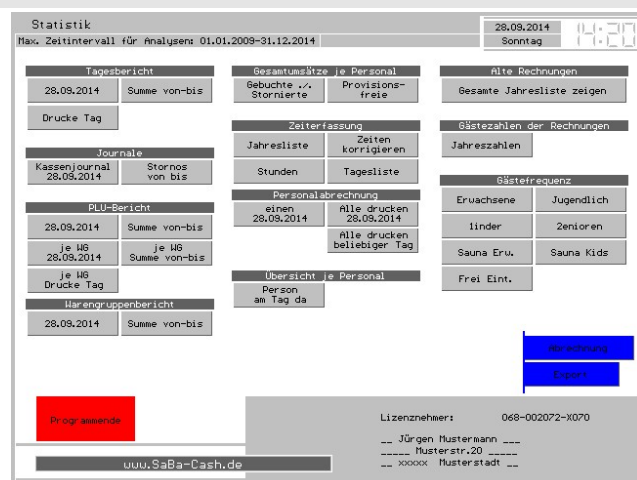 Statistik
28.09.2014
14:20
Max. Zeitintervall für Analysen: 01.01.2009-31.12.2014
Sonntag
Tagesbericht
28.09.2014
Summe von-bis
Drucke Tag
Journale
Kassenjournal
28.09.2014
Stornos
von bis
PLU-Bericht
28.09.2014
Summe von-bis
je WG
28.09.2014
je WG
Summe von-bis
je WG
Drucke Tag
Warengruppenbericht
28.09.2014
Summe von-bis
Gesamtumsätze je Personal
Gebuchte ./.
Stornierte
Provisions-
freie
Zeiterfassung
Jahresliste
Zeiten
korrigieren
Stunden
Tagesliste
Personalabrechnung
einen
28.09.2014
Alle drucken
28.09.2014
Alle drucken
beliebiger Tag
Übersicht je Personal
Person
am Tag da
Alte Rechnungen
Gesamte Jahresliste zeigen
Gästezahlen der Rechnungen
Jahreszahlen
Gästefrequenz
Erwachsene
Jugendlich
1inder
2enioren
Sauna Erw.
Sauna Kids
Frei Eint.
Abrechnung
Export
Programmende
www.SaBa-Cash.de
Lizenznehmer: 068-002072-X070
__ Jürgen Mustermann ___
_____ Musterstr.20 _____
__ xxxxx Musterstadt __